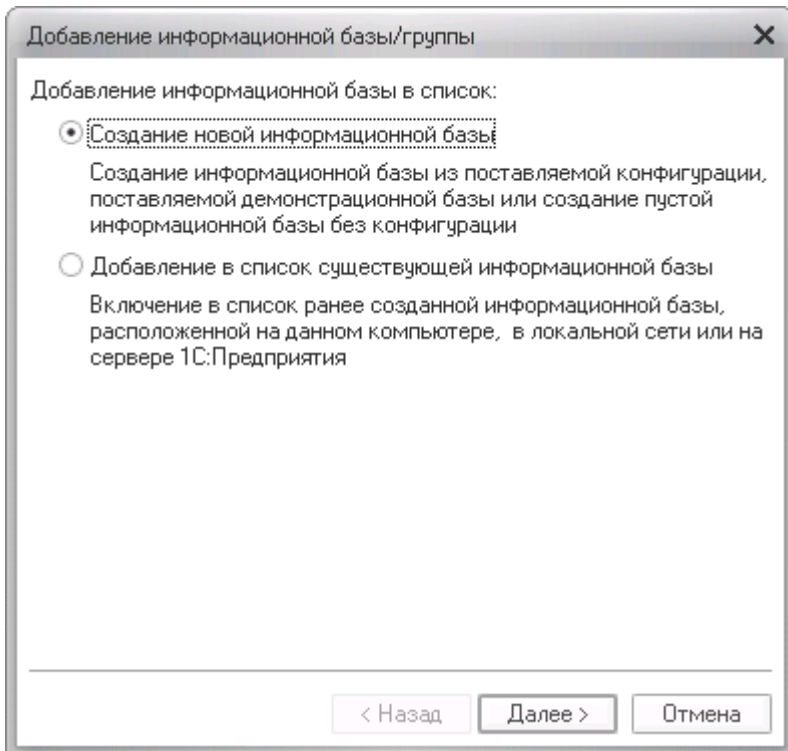 Добавление информационной базы/группы
Добавление информационной базы в список:
Создание новой информационной базы
Создание информационной базы из поставляемой конфигурации,
поставляемой демонстрационной базы или создание пустой
информационной базы без конфигурации
Добавление в список существующей информационной базы
Включение в список ранее созданной информационной базы,
расположенной на данном компьютере, в локальной сети или на
сервере 1С:Предприятия
< Назад
Далее >
Отмена